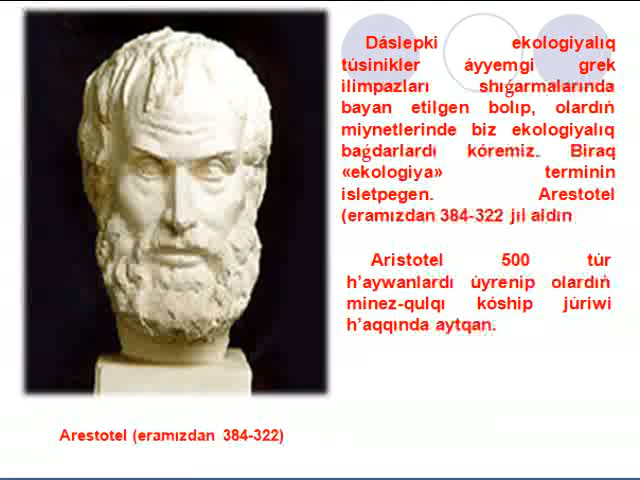 Dáslepki ekologiyalıq
túsinikler áyyemgi grek
ilimpazları shıǵarmalarında
bayan etilgen bolıp, olardıń
miynetlerinde biz ekologiyalıq
baǵdarlardı kóremiz. Biraq
«ekologiya» terminin
isletpegen. Arestotel
(eramızdan 384-322 jıl aldın
Aristotel 500 túr
h’aywanlardı úyrenip olardıń
minez-qulqı kóship júriwi
h’aqqında aytqan.
Arestotel (eramızdan 384-322)